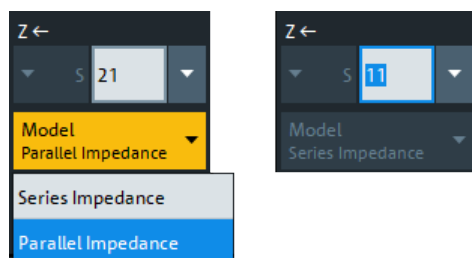 Z←
S 21
Model
Parallel Impedance
Series Impedance
Parallel Impedance
Z←
S 11
Model
Series Impedance